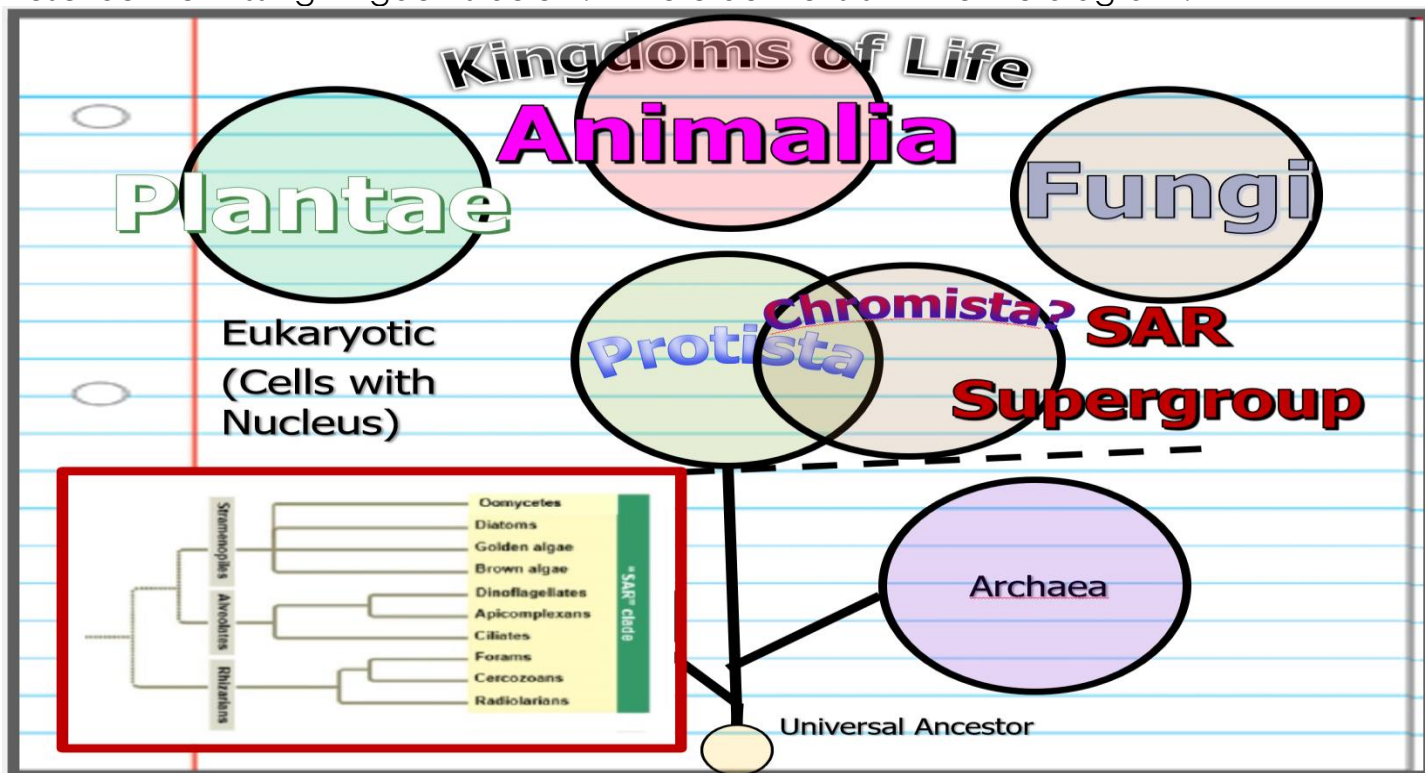 Kingdoms of Life
Animalia
Plantae
Fungi
Chromista?
Protista
SAR
Supergroup
Eukaryotic
(Cells with
Nucleus)
Stramenopiles
Alveolates
Rhizarians
Oomycetes
Diatoms
Golden algae
Brown algae
Dinoflagellates
Apicomplexans
Ciliates
Forams
Cercozoans
Radiolarians
"SAR" clade
Archaea
Universal Ancestor